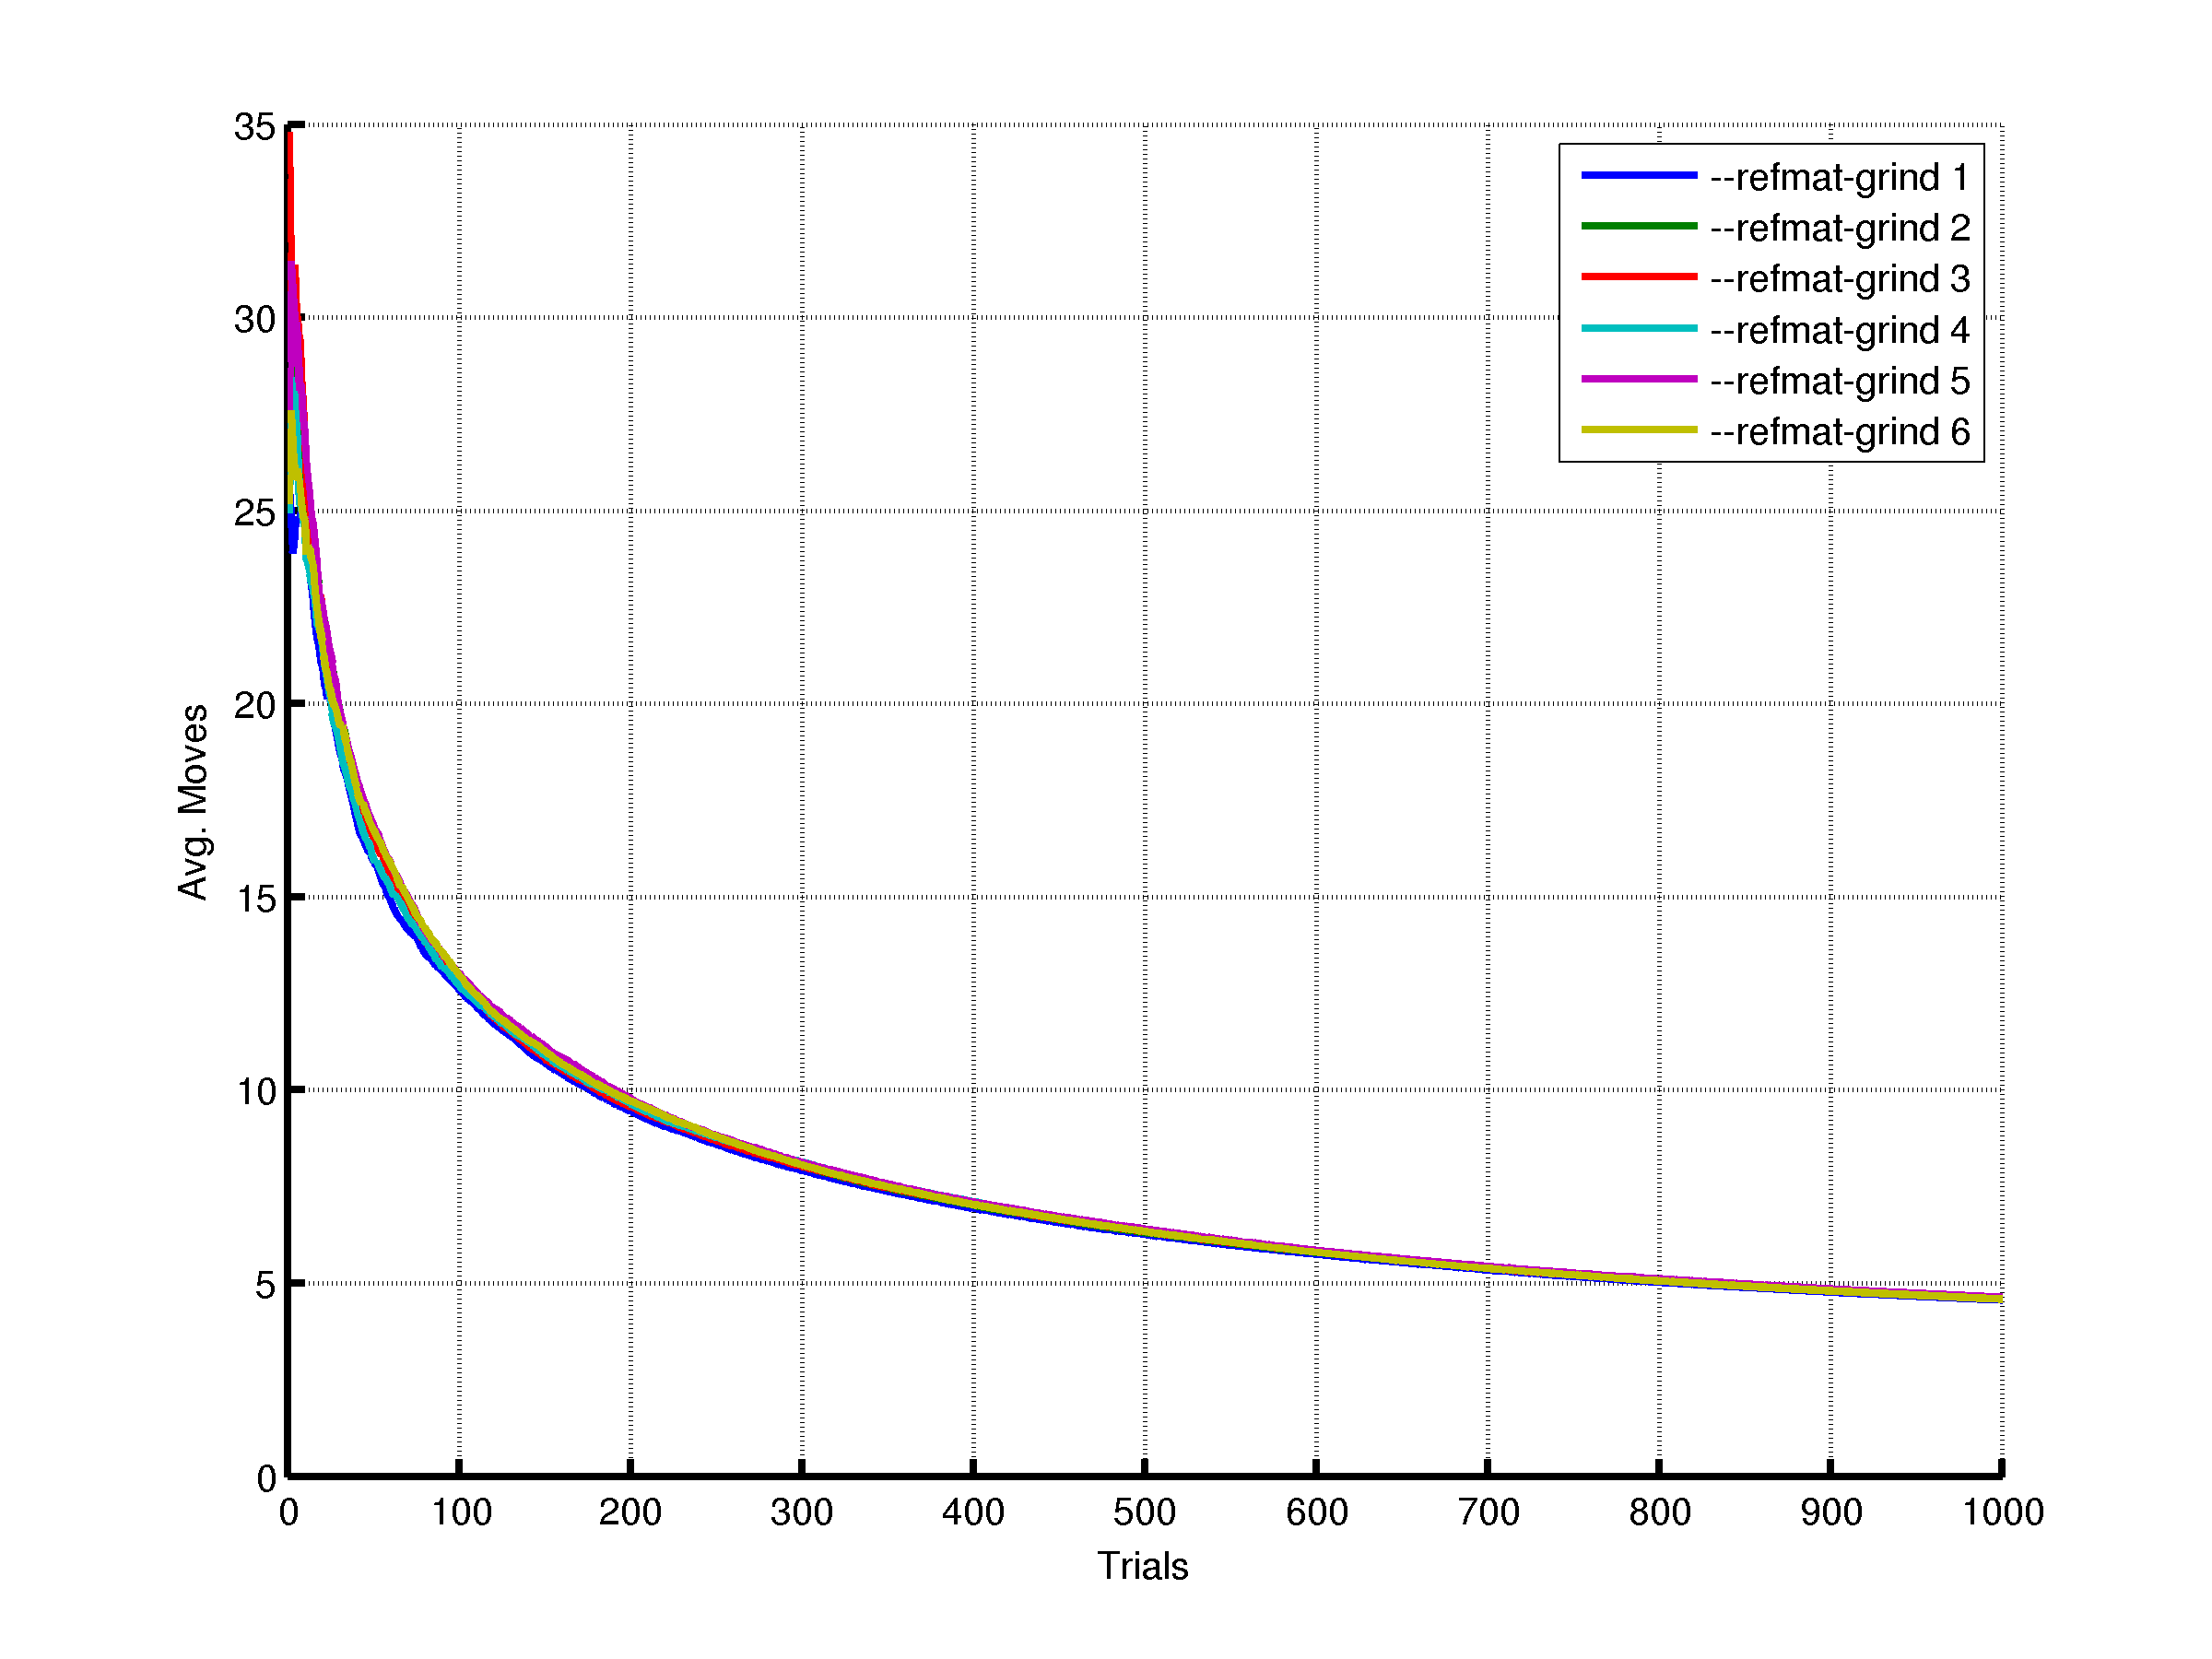 35
30
25
20
15
10
5
0
Avg. Moves
--refmat-grind 1
--refmat-grind 2
--refmat-grind 3
--refmat-grind 4
--refmat-grind 5
--refmat-grind 6
0 100 200 300 400 500 600 700 800 900 1000
Trials